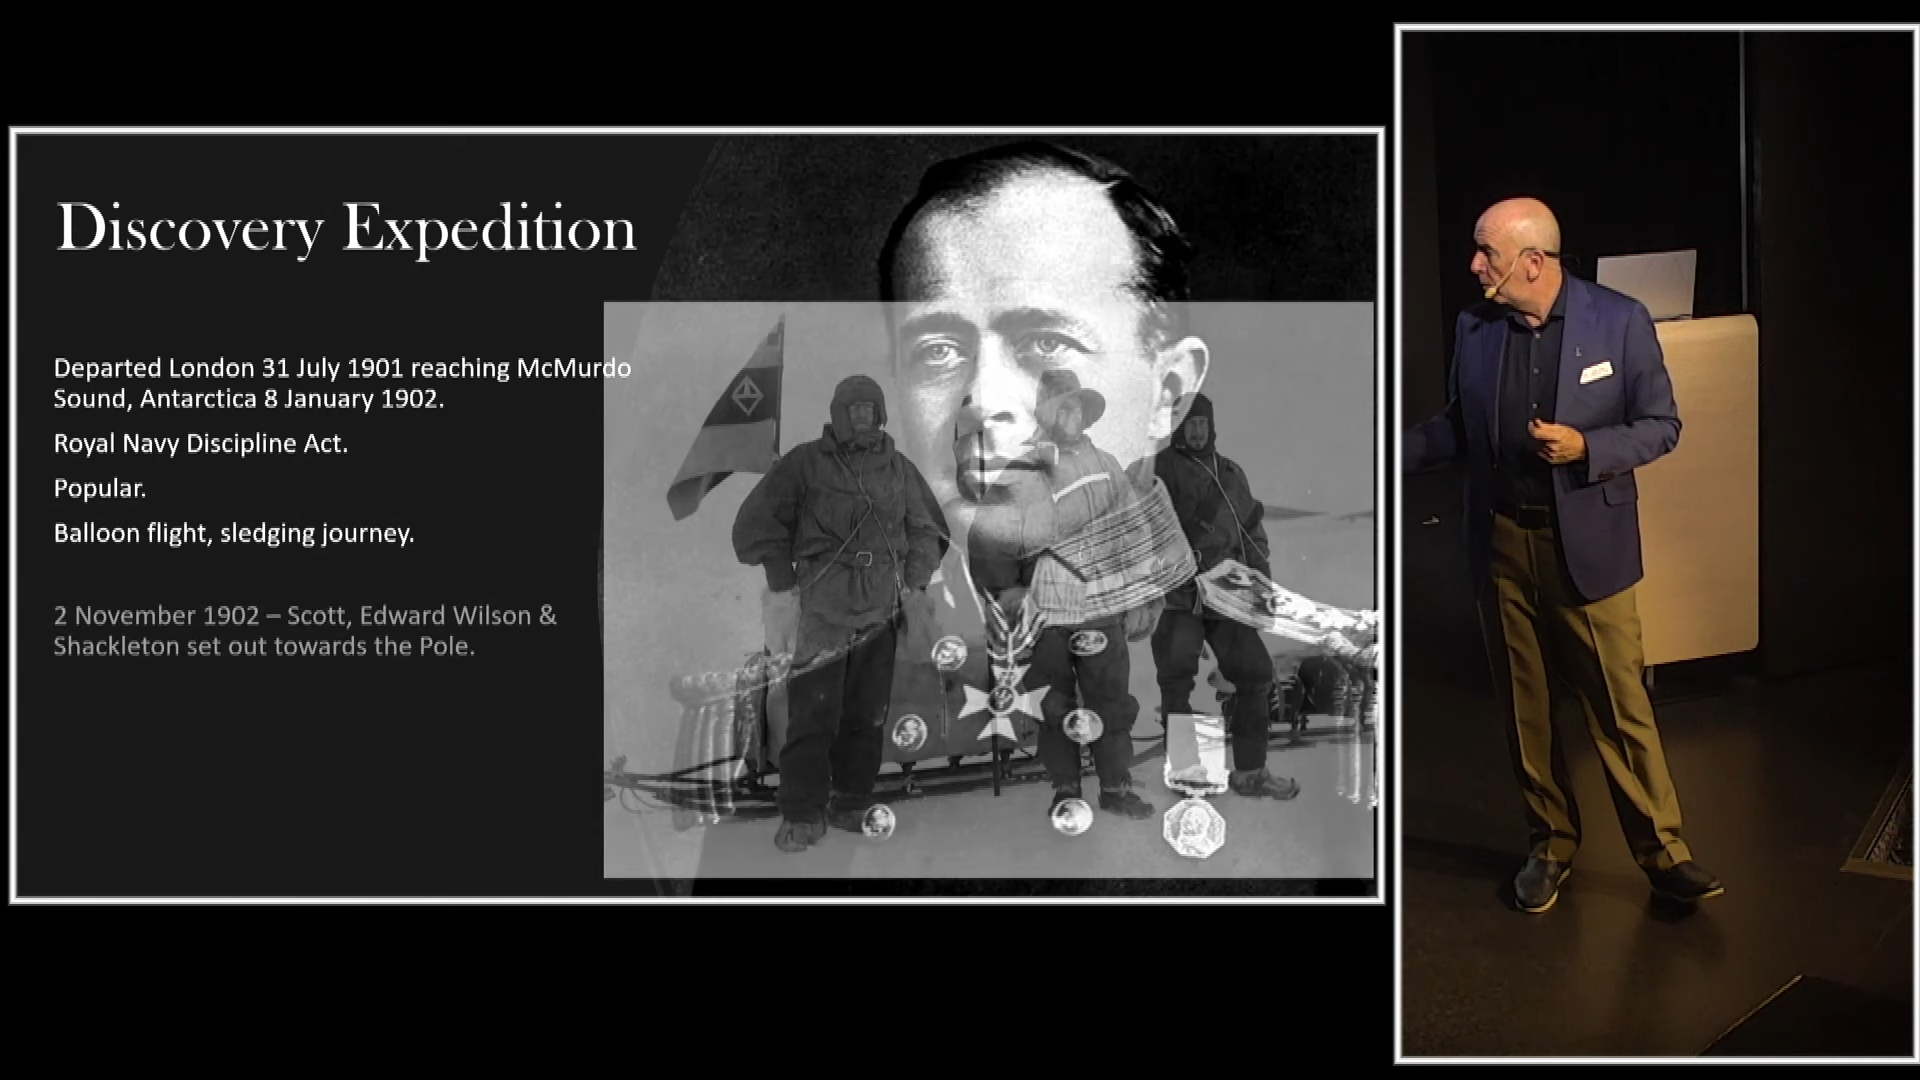 Discovery Expedition
Departed London 31 July 1901 reaching McMurdo
Sound, Antarctica 8 January 1902.
Royal Navy Discipline Act.
Popular.
Balloon flight, sledging journey.
2 November 1902 – Scott, Edward Wilson &
Shackleton set out towards the Pole.